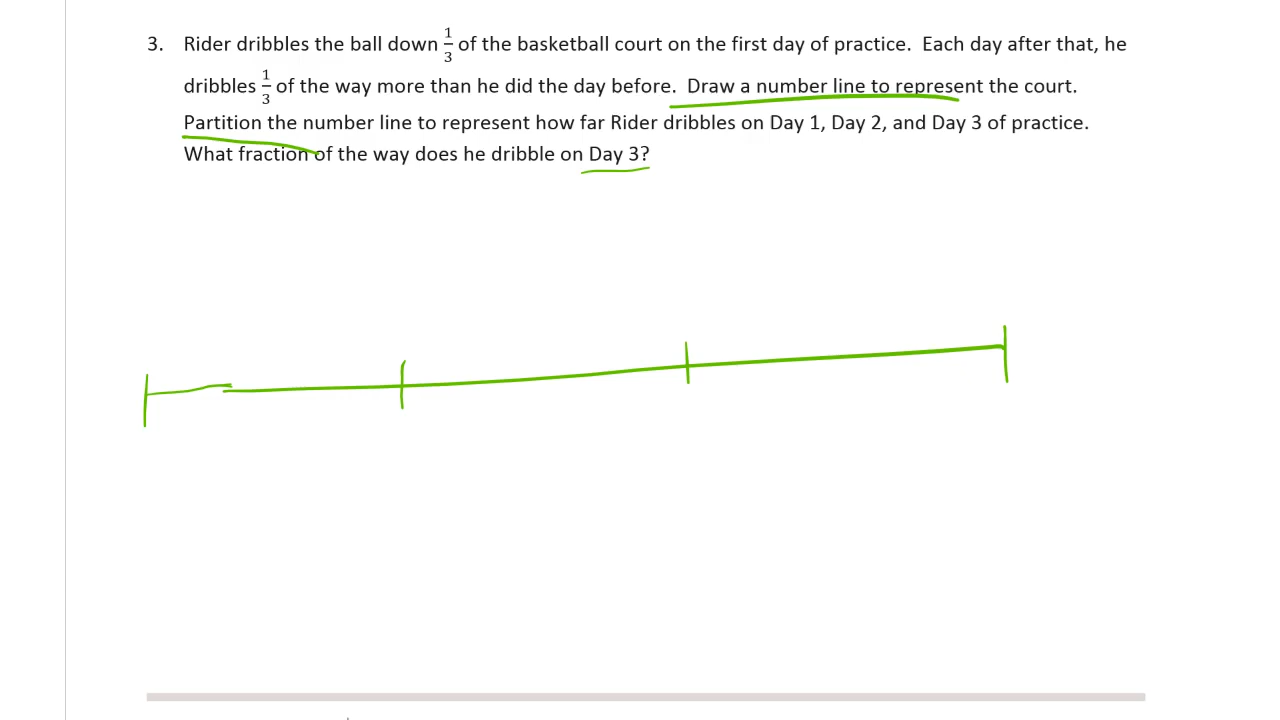 3. Rider dribbles the ball down 1/3 of the basketball court on the first day of practice. Each day after that, he
dribbles 1/3 of the way more than he did the day before. Draw a number line to represent the court.
Partition the number line to represent how far Rider dribbles on Day 1, Day 2, and Day 3 of practice.
What fraction of the way does he dribble on Day 3?